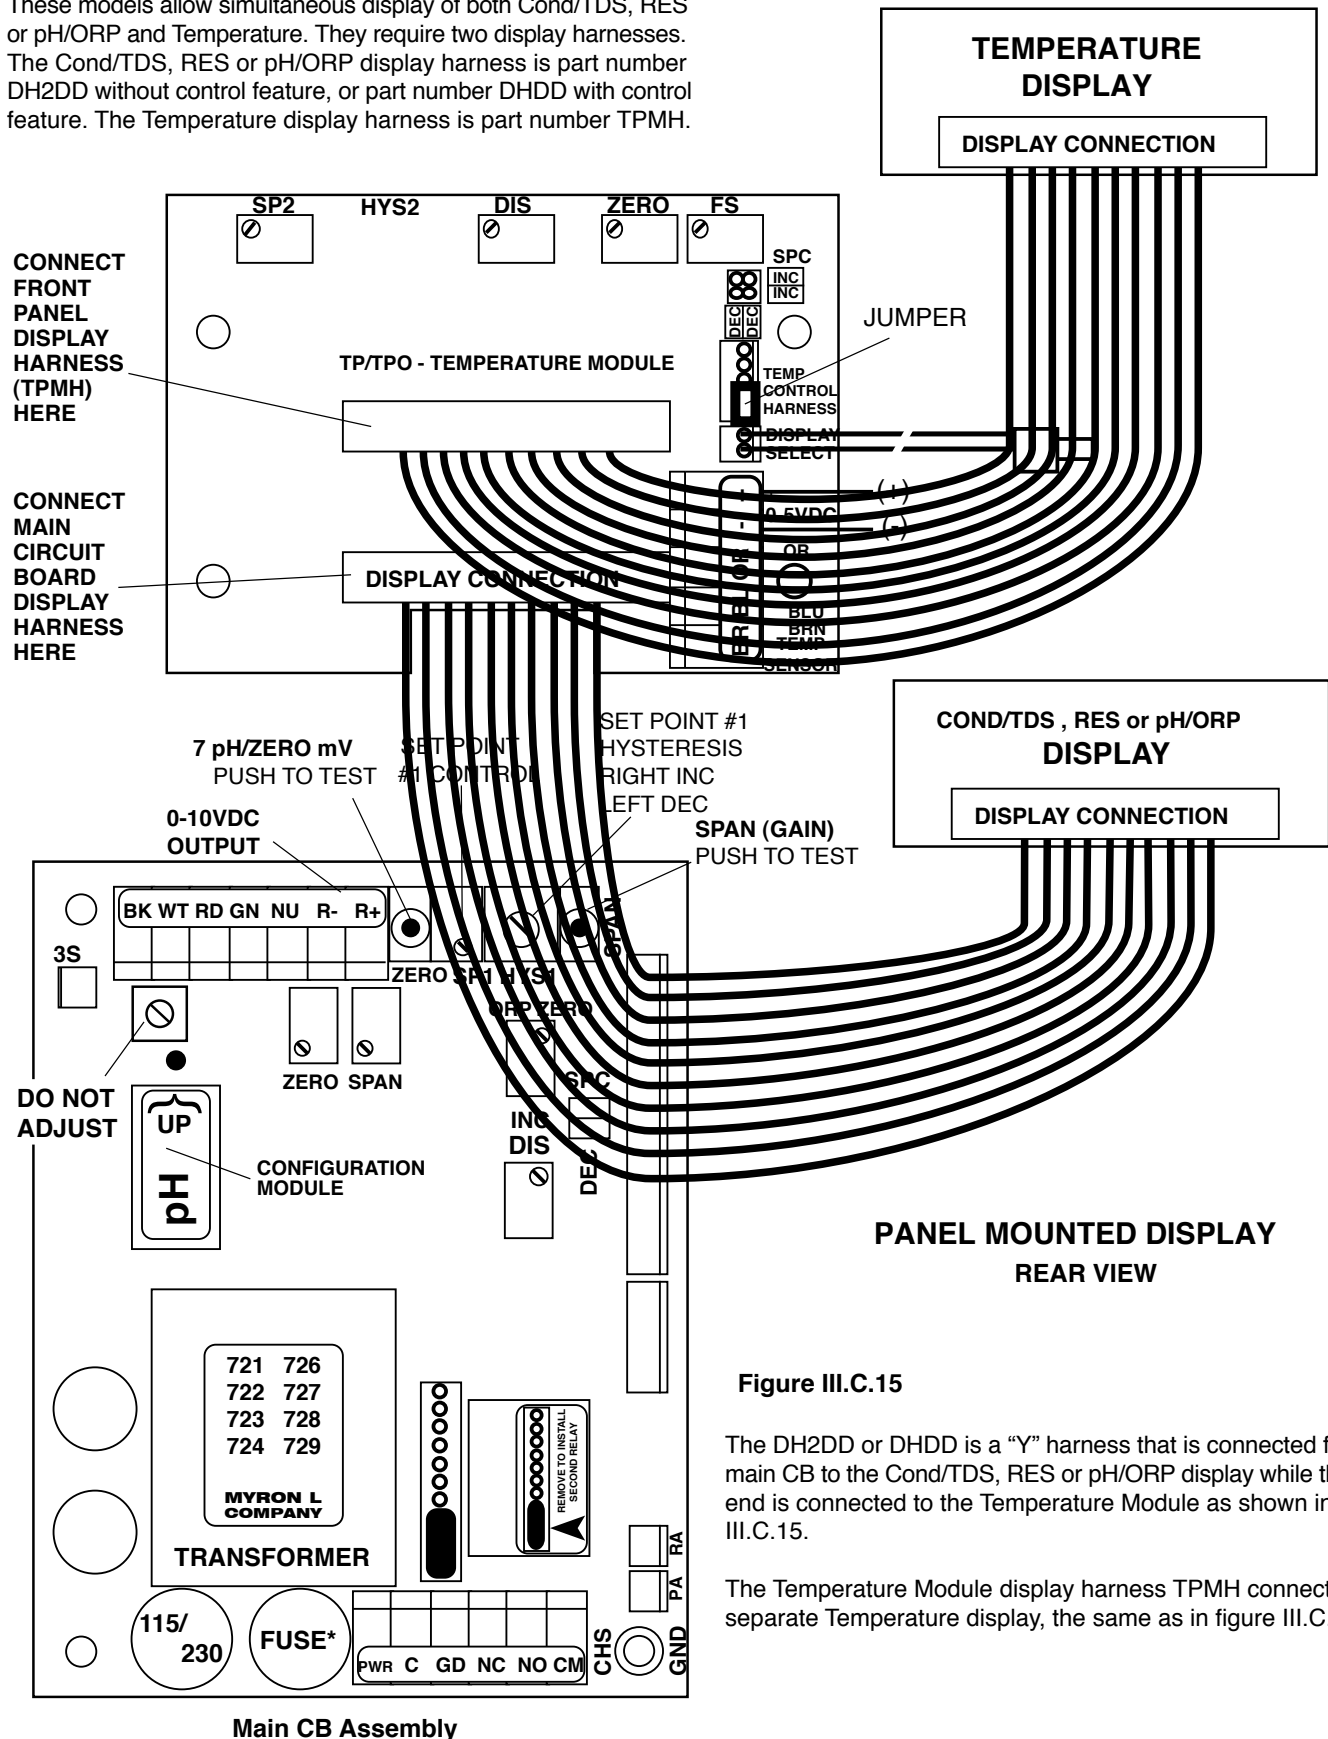 These models allow simultaneous display of both Cond/TDS, RES
or pH/ORP and Temperature. They require two display harnesses.
The Cond/TDS, RES or pH/ORP display harness is part number
DH2DD without control feature, or part number DHDD with control
feature. The Temperature display harness is part number TPMH.
TEMPERATURE
DISPLAY
DISPLAY CONNECTION
SP2
HYS2
DIS
ZERO
FS
SPC
INC
INC
DEC
DEC
JUMPER
CONNECT
FRONT
PANEL
DISPLAY
HARNESS
(TPMH)
HERE
TP/TPO - TEMPERATURE MODULE
TEMP
CONTROL
HARNESS
DISPLAY
SELECT
CONNECT
MAIN
CIRCUIT
BOARD
DISPLAY
HARNESS
HERE
DISPLAY CONNECTION
BR BL OR - +
(+)
0-5VDC
(-)
OR
BLU
BRN
TEMP
SENSOR
7 pH/ZERO mV
PUSH TO TEST
SET POINT
#1 CONTROL
SET POINT #1
HYSTERESIS
RIGHT INC
LEFT DEC
0-10VDC
OUTPUT
SPAN (GAIN)
PUSH TO TEST
COND/TDS , RES or pH/ORP
DISPLAY
DISPLAY CONNECTION
BK WT RD GN NU R- R+
3S
ZERO SP1 HYS1
SPAN
ORP ZERO
ZERO SPAN
SPC
INC
DIS
DEC
DO NOT
ADJUST
UP
pH
CONFIGURATION
MODULE
PANEL MOUNTED DISPLAY
REAR VIEW
721 726
722 727
723 728
724 729
MYRON L
COMPANY
TRANSFORMER
REMOVE TO INSTALL
SECOND RELAY
RA
PA
115/
230
FUSE*
PWR C GD NC NO CM
CHS
GND
Main CB Assembly
Figure III.C.15
The DH2DD or DHDD is a “Y” harness that is connected f
main CB to the Cond/TDS, RES or pH/ORP display while th
end is connected to the Temperature Module as shown in
III.C.15.
The Temperature Module display harness TPMH connect
separate Temperature display, the same as in figure III.C.